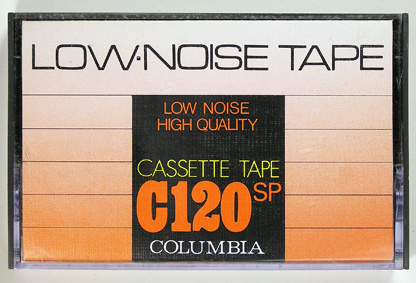 LOW-NOISE TAPE
LOW NOISE
HIGH QUALITY
CASSETTE TAPE
C120 SP
COLUMBIA